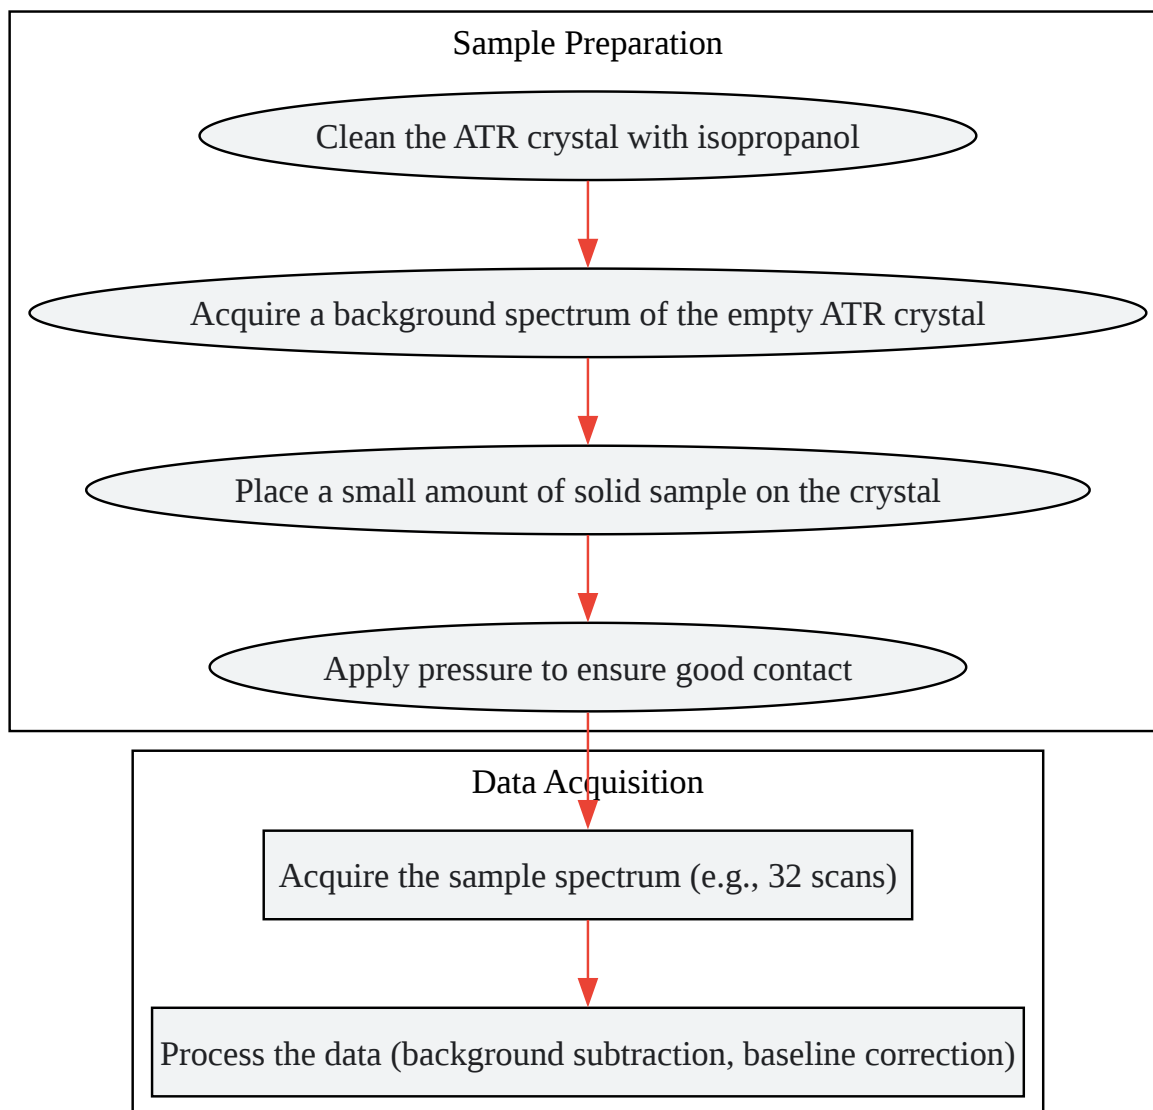 Sample Preparation
Clean the ATR crystal with isopropanol
Acquire a background spectrum of the empty ATR crystal
Place a small amount of solid sample on the crystal
Apply pressure to ensure good contact
Data Acquisition
Acquire the sample spectrum (e.g., 32 scans)
Process the data (background subtraction, baseline correction)